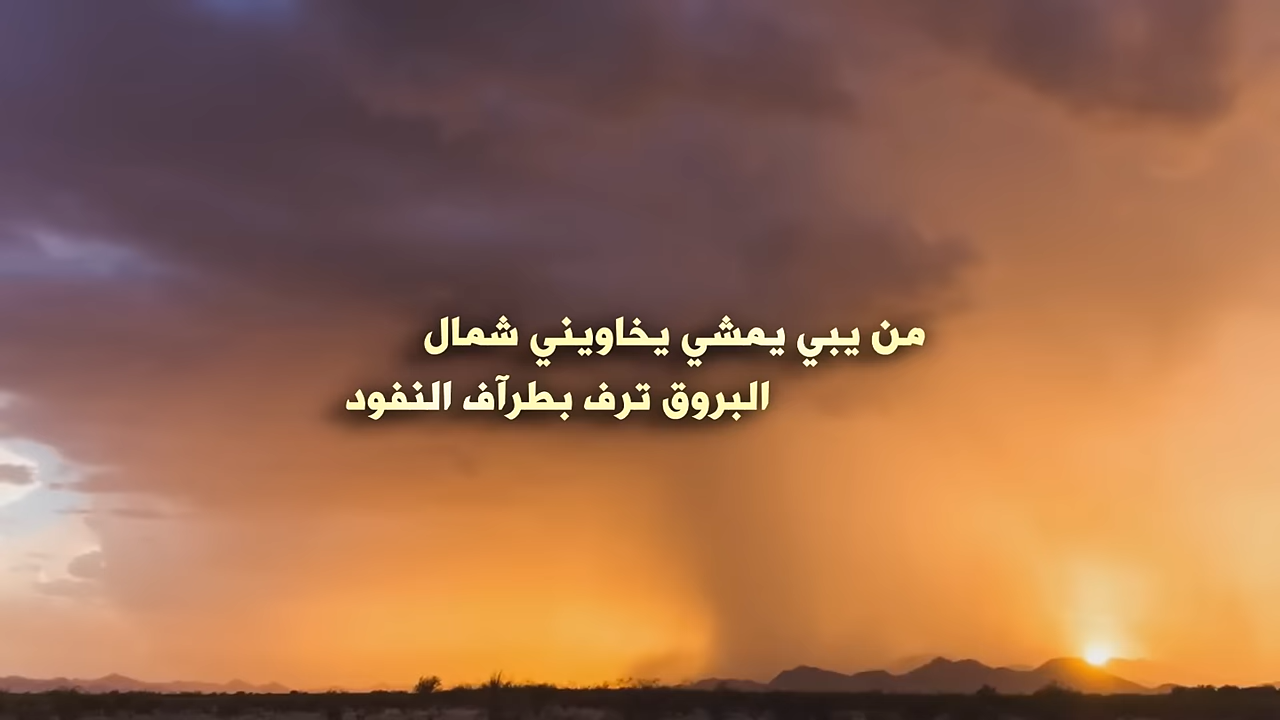 من يبي يمشي يخاويني شمال
البروق ترف بطرآف النفود